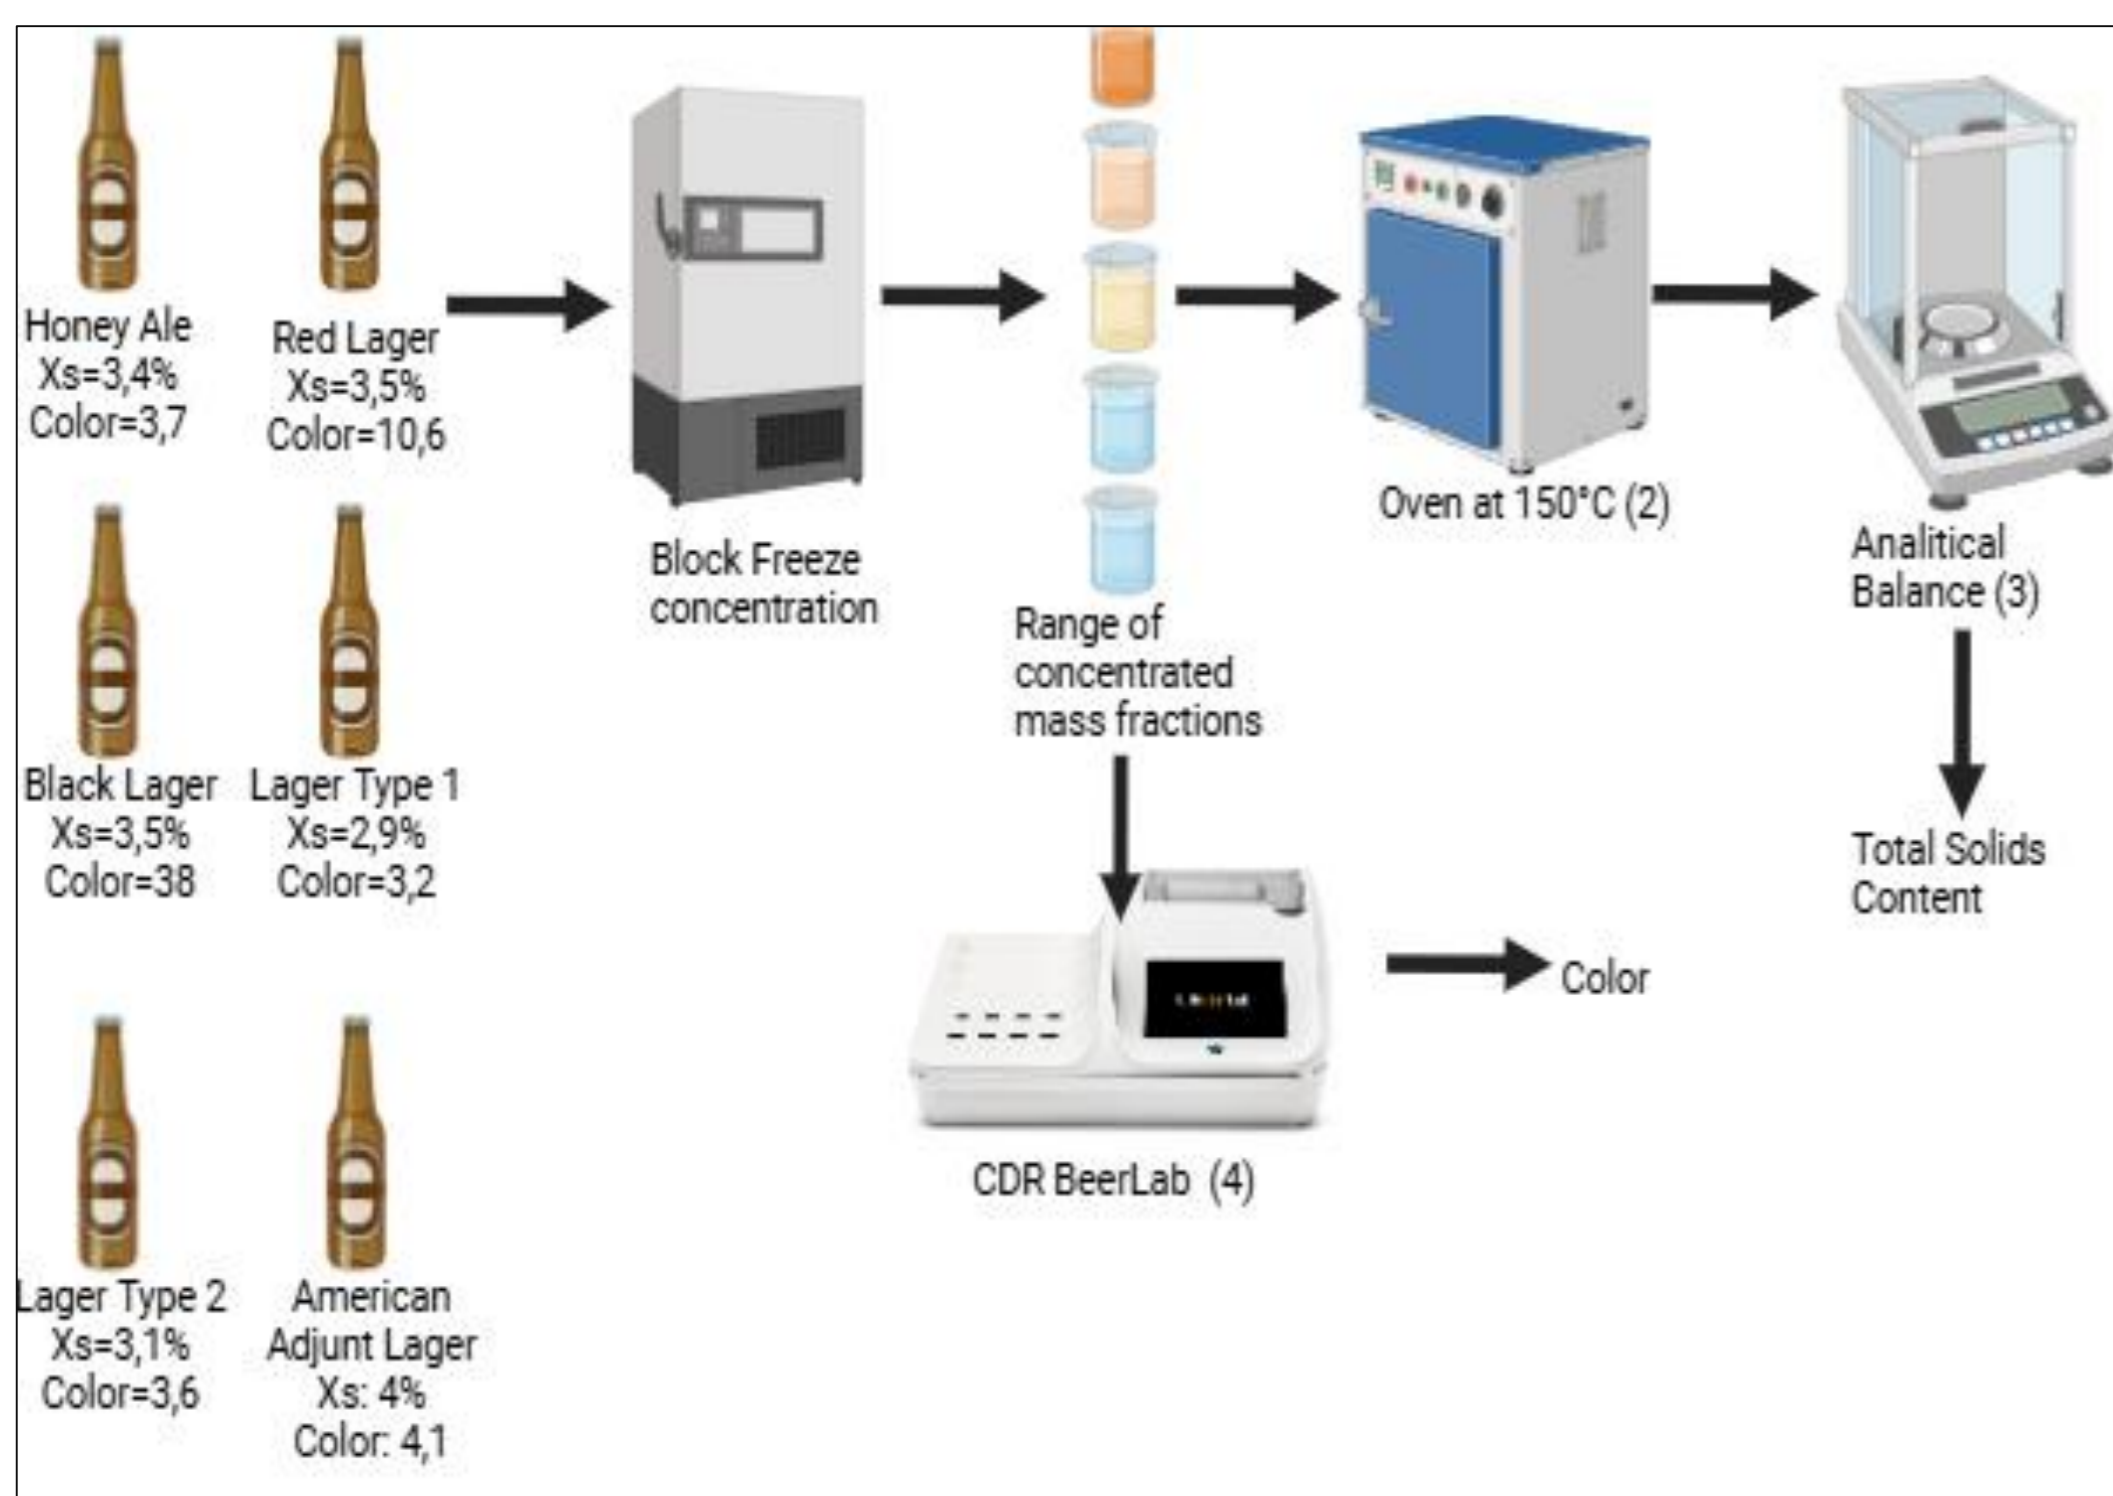 Honey Ale
Xs=3,4%
Color=3,7
Red Lager
Xs=3,5%
Color=10,6
Black Lager
Xs=3,5%
Color=38
Lager Type 1
Xs=2,9%
Color=3,2
Lager Type 2
Xs=3,1%
Color=3,6
American
Adjunt Lager
Xs: 4%
Color: 4,1
Block Freeze
concentration
Range of
concentrated
mass fractions
Oven at 150°C (2)
Analitical
Balance (3)
Total Solids
Content
CDR BeerLab (4)
Color